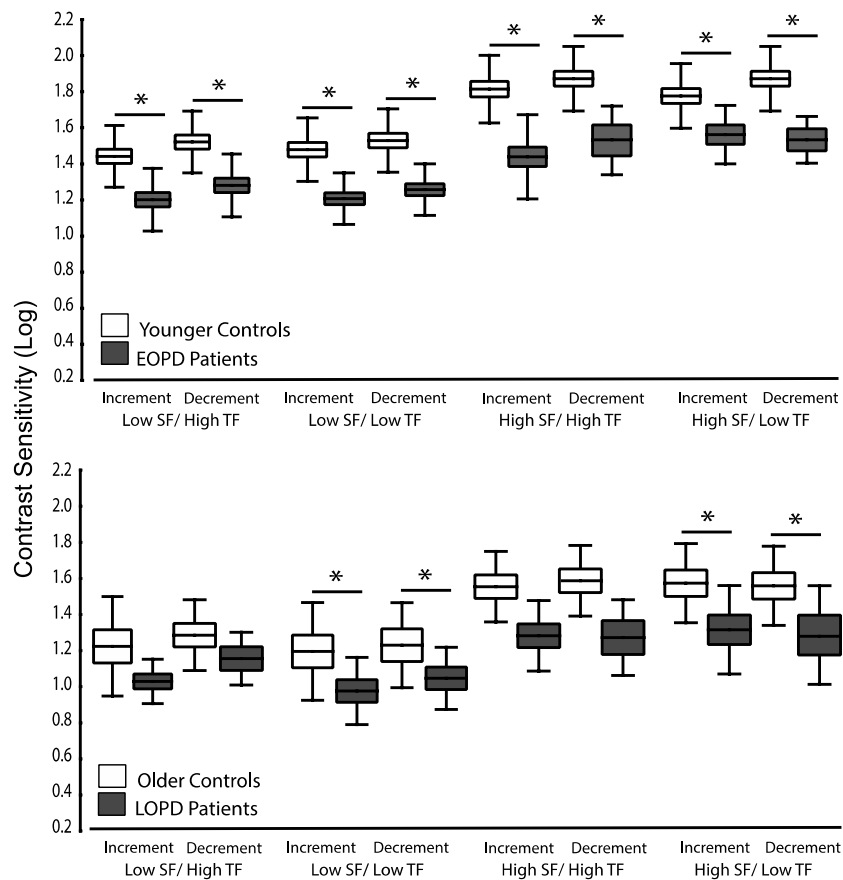 Contrast Sensitivity (Log)
2.2
2.0
1.8
1.6
1.4
1.2
1.0
0.8
0.6
0.4
0.2
* * * * * * * *
Younger Controls
EOPD Patients
Increment Decrement Increment Decrement Increment Decrement Increment Decrement
Low SF/ High TF Low SF/ Low TF High SF/ High TF High SF/ Low TF
2.2
2.0
1.8
1.6
1.4
1.2
1.0
0.8
0.6
0.4
0.2
* * * *
Older Controls
LOPD Patients
Increment Decrement Increment Decrement Increment Decrement Increment Decrement
Low SF/ High TF Low SF/ Low TF High SF/ High TF High SF/ Low TF